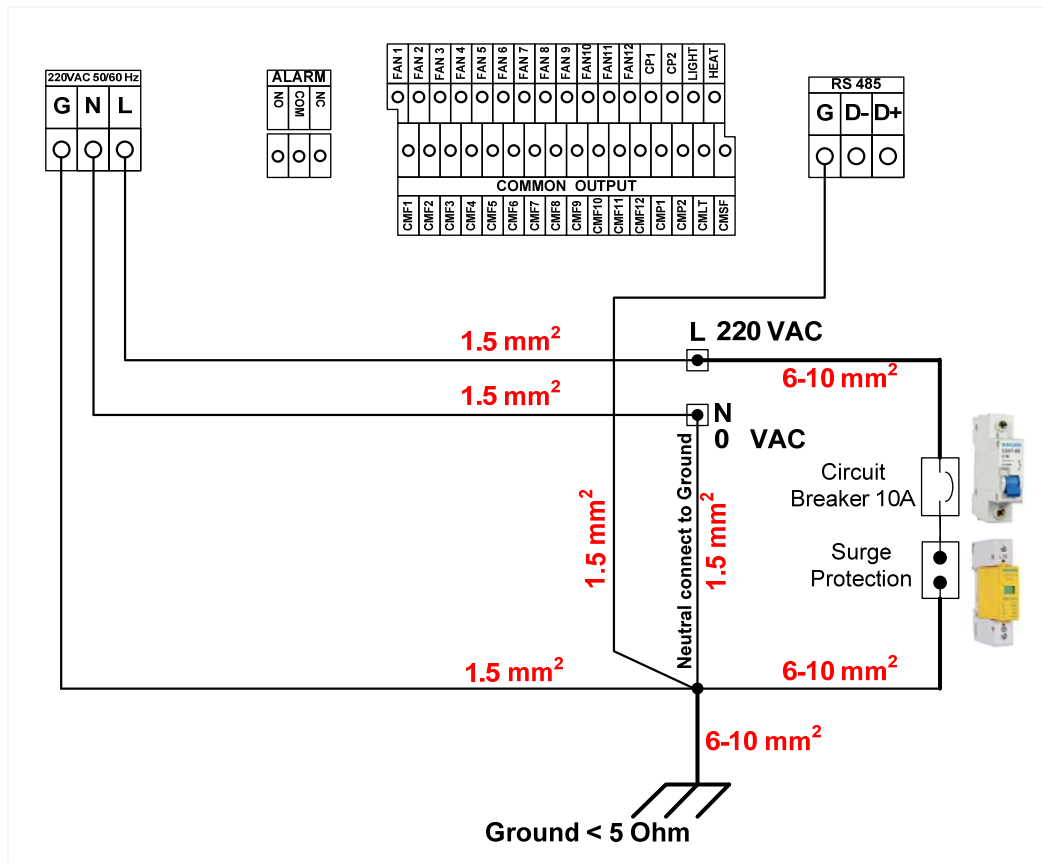 220VAC 50/60 Hz
G N L
ALARM
NO COM NC
FAN 1 FAN 2 FAN 3 FAN 4 FAN 5 FAN 6 FAN 7 FAN 8 FAN 9 FAN10 FAN11 FAN12 CP1 CP2 LIGHT HEAT
COMMON OUTPUT
CMF1 CMF2 CMF3 CMF4 CMF5 CMF6 CMF7 CMF8 CMF9 CMF10 CMF11 CMF12 CMP1 CMP2 CMLT CMSF
RS 485
G D- D+
1.5 mm²
L 220 VAC
6-10 mm²
1.5 mm²
N
0 VAC
Circuit
Breaker 10A
1.5 mm²
Neutral connect to Ground
1.5 mm²
Surge
Protection
1.5 mm²
6-10 mm²
6-10 mm²
Ground < 5 Ohm